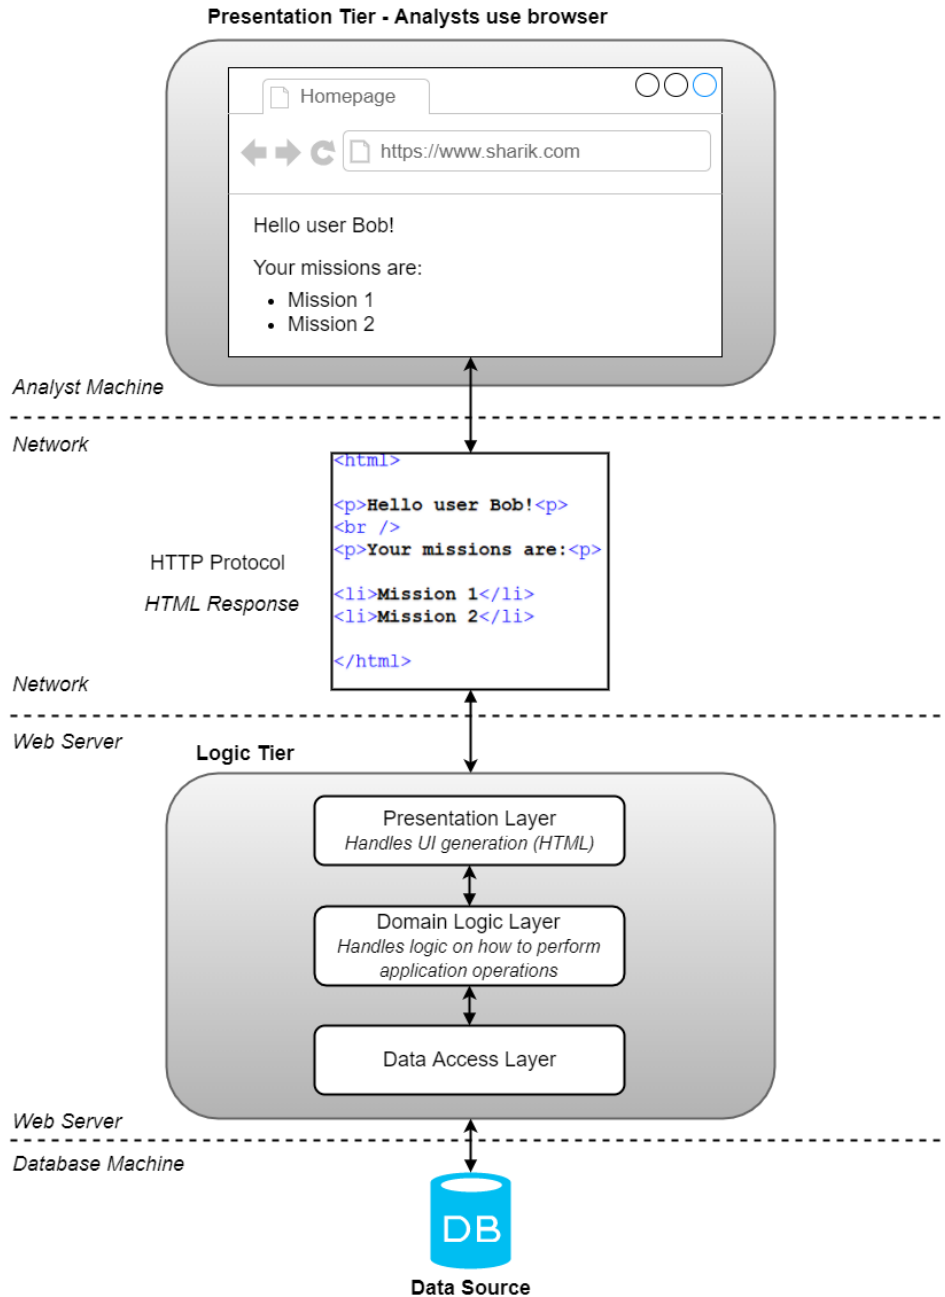 Presentation Tier - Analysts use browser
Homepage
https://www.sharik.com
Hello user Bob!
Your missions are:
• Mission 1
• Mission 2
Analyst Machine
Network
<html>
<p>Hello user Bob!<p>
<br />
<p>Your missions are:<p>
<li>Mission 1</li>
<li>Mission 2</li>
</html>
HTTP Protocol
HTML Response
Network
Web Server
Logic Tier
Presentation Layer
Handles UI generation (HTML)
Domain Logic Layer
Handles logic on how to perform
application operations
Data Access Layer
Web Server
Database Machine
DB
Data Source